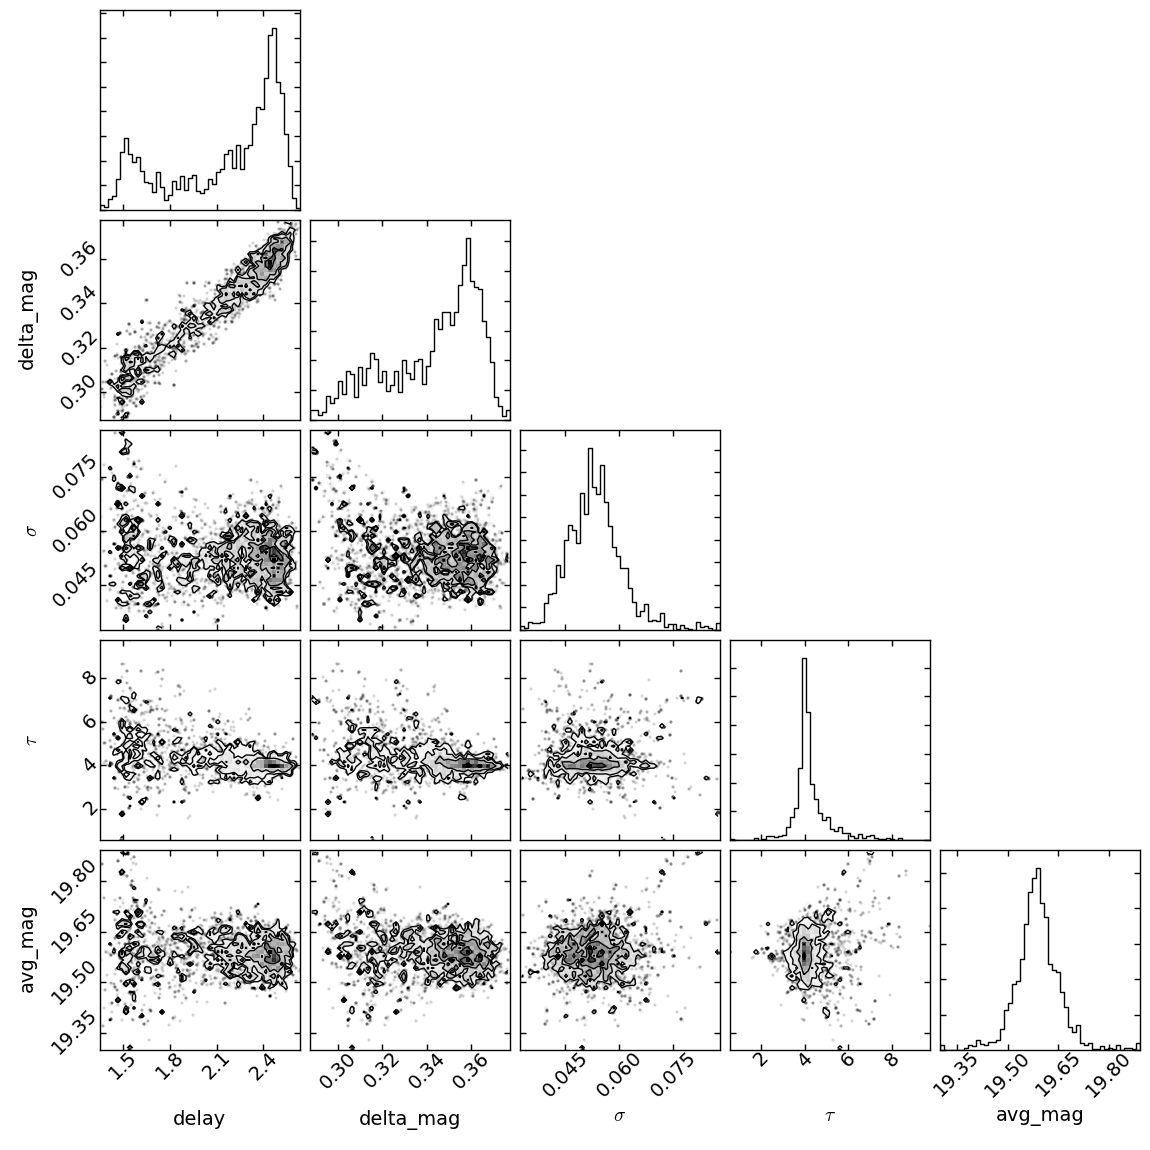 delta_mag
0.36
0.34
0.32
0.30
σ
0.075
0.060
0.045
τ
8
6
4
2
avg_mag
19.80
19.65
19.50
19.35
1.5 1.8 2.1 2.4
0.30 0.32 0.34 0.36
0.045 0.060 0.075
2 4 6 8
19.35 19.50 19.65 19.80
delay delta_mag σ τ avg_mag